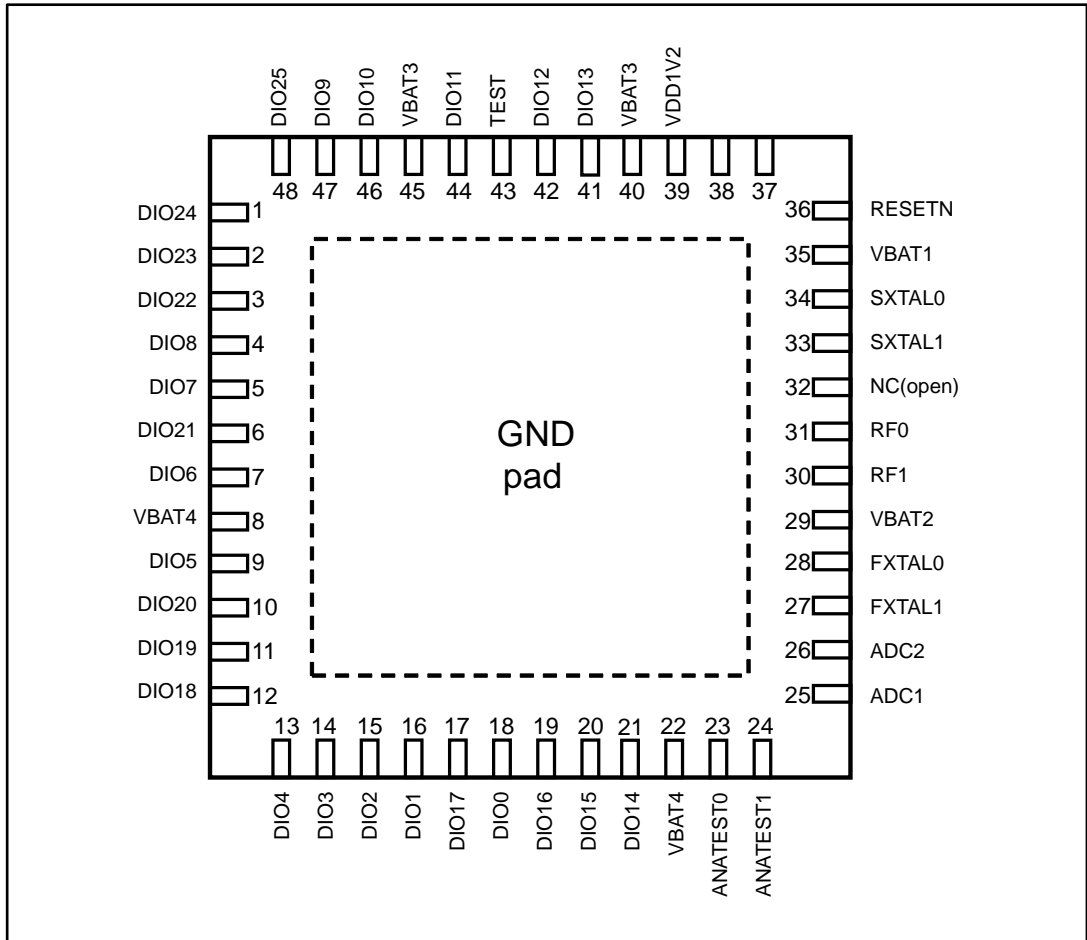 DIO25 DIO9 DIO10 VBAT3 DIO11 TEST DIO12 DIO13 VBAT3 VDD1V2
48 47 46 45 44 43 42 41 40 39 38 37
DIO24 1 36 RESETN
DIO23 2 35 VBAT1
DIO22 3 34 SXTAL0
DIO8 4 33 SXTAL1
DIO7 5 32 NC(open)
DIO21 6 31 RF0
GND
DIO6 7 30 RF1
pad
VBAT4 8 29 VBAT2
DIO5 9 28 FXTAL0
DIO20 10 27 FXTAL1
DIO19 11 26 ADC2
DIO18 12 25 ADC1
13 14 15 16 17 18 19 20 21 22 23 24
DIO4 DIO3 DIO2 DIO1 DIO17 DIO0 DIO16 DIO15 DIO14 VBAT4 ANATEST0 ANATEST1